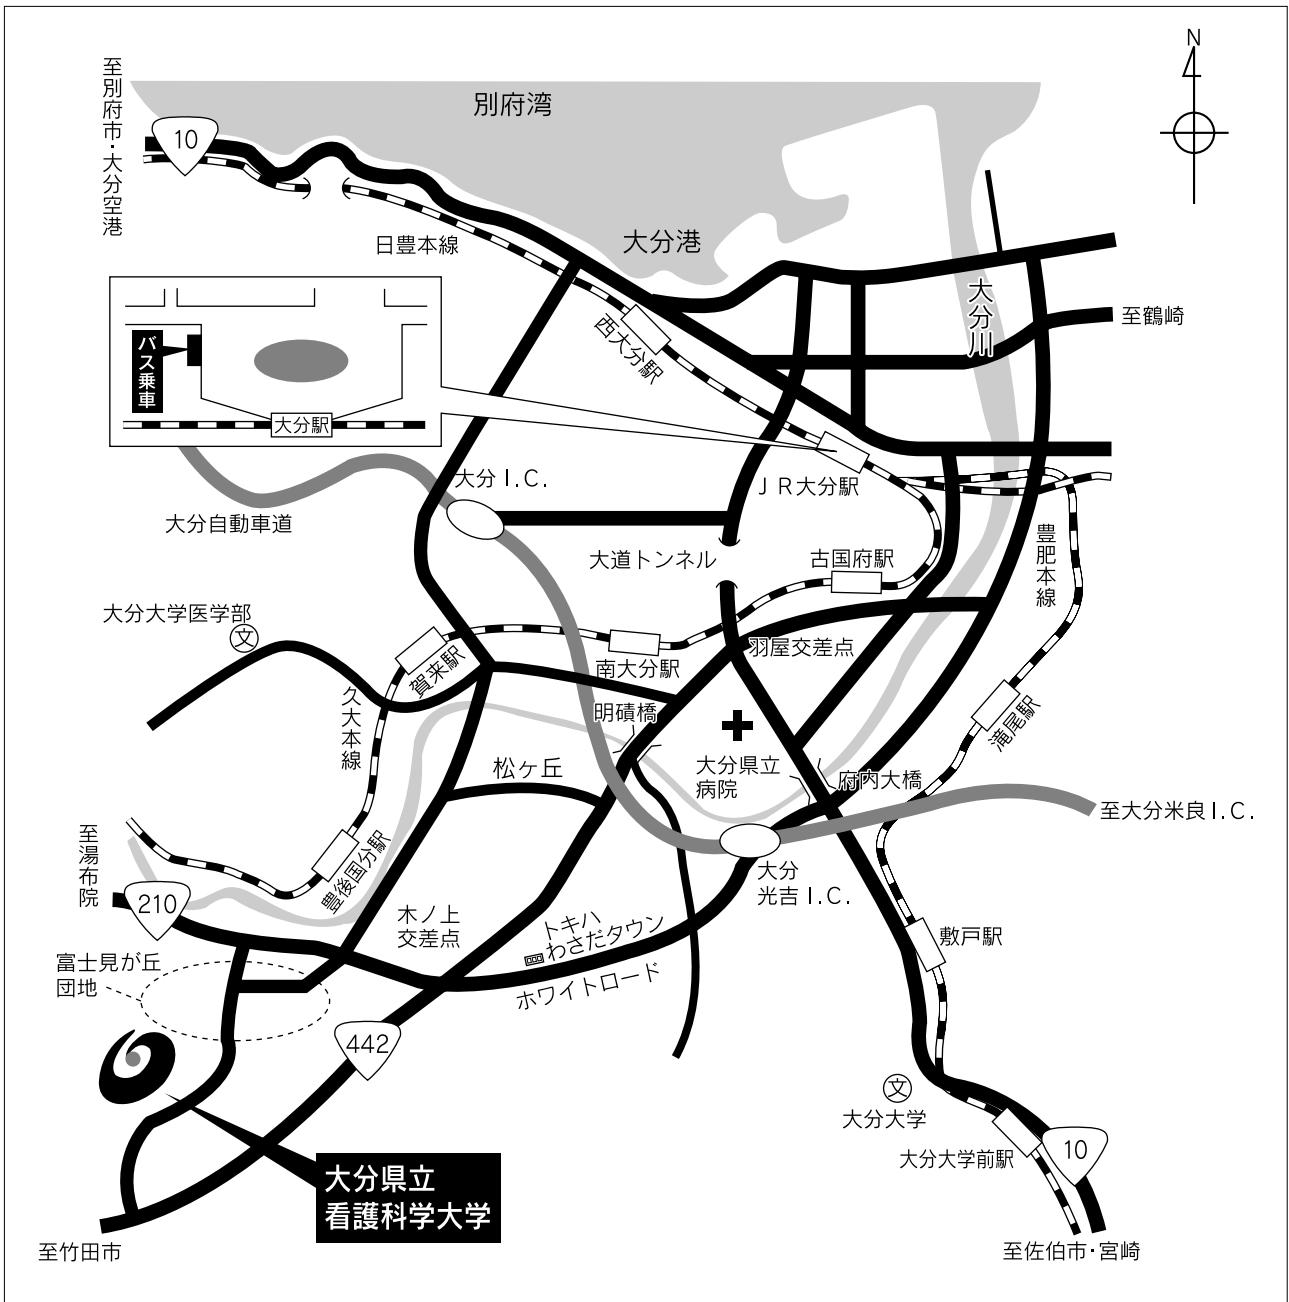 N
至別府市・大分空港
10
別府湾
大分港
日豊本線
大分川
至鶴崎
西大分駅
バス乗車
大分駅
大分I.C.
ＪＲ大分駅
大分自動車道
大道トンネル
古国府駅
豊肥本線
大分大学医学部
文
賀来駅
南大分駅
羽屋交差点
久大本線
明磧橋
滝尾駅
松ヶ丘
大分県立
病院
府内大橋
至大分米良I.C.
至湯布院
210
豊後国分駅
大分
光吉I.C.
木ノ上
交差点
トキハ
わさだタウン
ホワイトロード
敷戸駅
富士見が丘
団地
442
文
大分大学
大分大学前駅
10
大分県立
看護科学大学
至竹田市
至佐伯市・宮崎